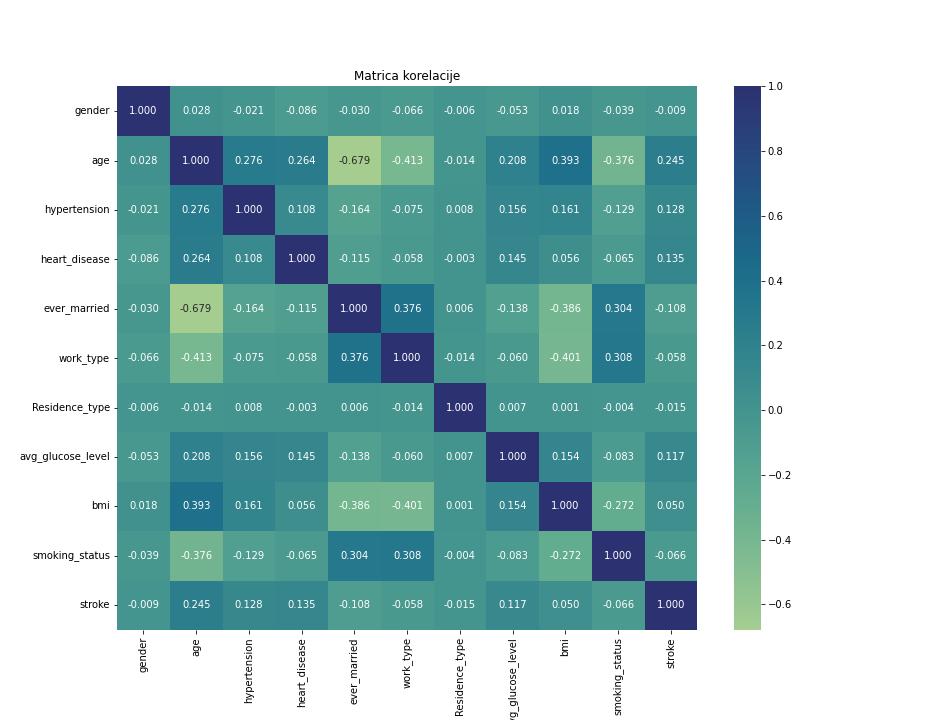 Matrica korelacije
gender 1.000 0.028 -0.021 -0.086 -0.030 -0.066 -0.006 -0.053 0.018 -0.039 -0.009
age 0.028 1.000 0.276 0.264 -0.679 -0.413 -0.014 0.208 0.393 -0.376 0.245
hypertension -0.021 0.276 1.000 0.108 -0.164 -0.075 0.008 0.156 0.161 -0.129 0.128
heart_disease -0.086 0.264 0.108 1.000 -0.115 -0.058 -0.003 0.145 0.056 -0.065 0.135
ever_married -0.030 -0.679 -0.164 -0.115 1.000 0.376 0.006 -0.138 -0.386 0.304 -0.108
work_type -0.066 -0.413 -0.075 -0.058 0.376 1.000 -0.014 -0.060 -0.401 0.308 -0.058
Residence_type -0.006 -0.014 0.008 -0.003 0.006 -0.014 1.000 0.007 0.001 -0.004 -0.015
avg_glucose_level -0.053 0.208 0.156 0.145 -0.138 -0.060 0.007 1.000 0.154 -0.083 0.117
bmi 0.018 0.393 0.161 0.056 -0.386 -0.401 0.001 0.154 1.000 -0.272 0.050
smoking_status -0.039 -0.376 -0.129 -0.065 0.304 0.308 -0.004 -0.083 -0.272 1.000 -0.066
stroke -0.009 0.245 0.128 0.135 -0.108 -0.058 -0.015 0.117 0.050 -0.066 1.000
gender
age
hypertension
heart_disease
ever_married
work_type
Residence_type
vg_glucose_level
bmi
smoking_status
stroke
1.0
0.8
0.6
0.4
0.2
0.0
−0.2
−0.4
−0.6